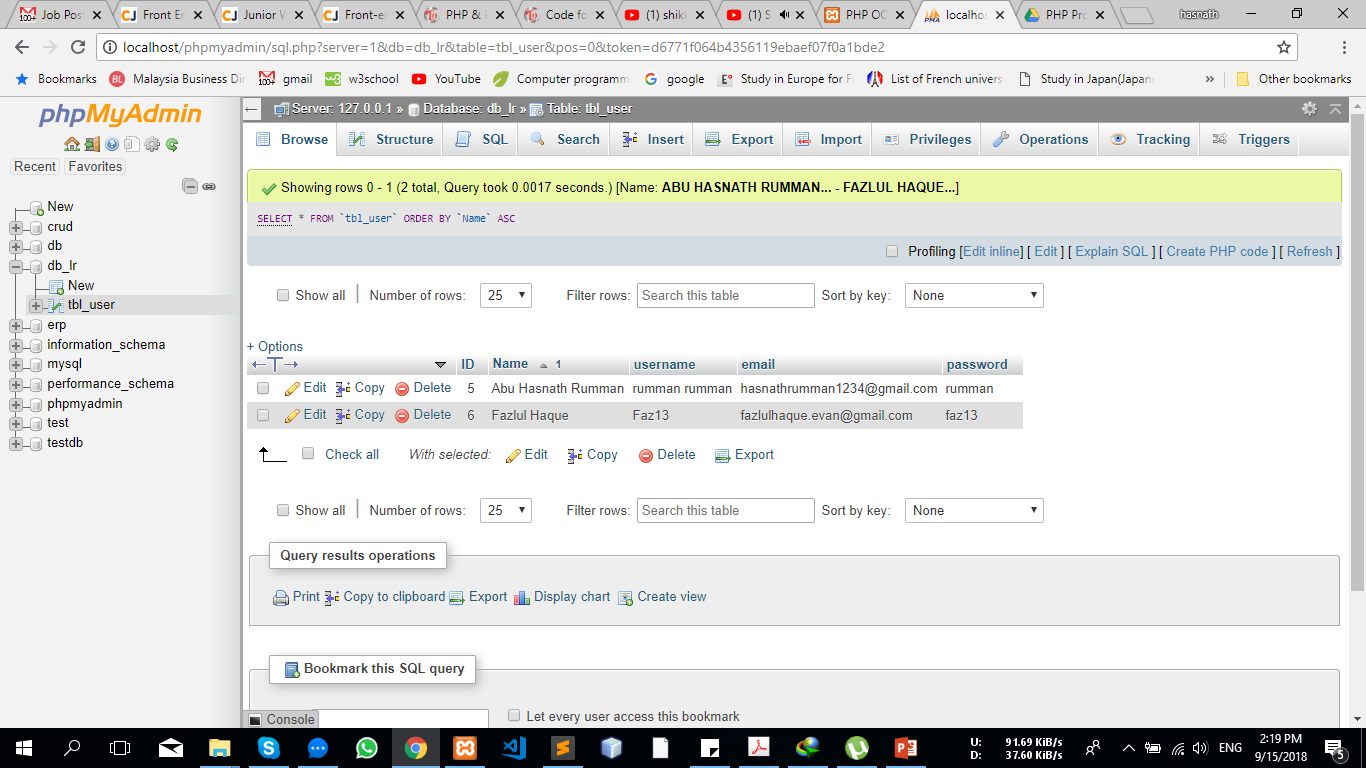 Job Pos Front En Junior W Front-er PHP & Code fo (1) shikk (1) S PHP OO localhos PHP Pro hasnath
localhost/phpmyadmin/sql.php?server=1&db=db_lr&table=tbl_user&pos=0&token=d6771f064b4356119ebaef07f0a1bde2
Bookmarks Malaysia Business Dir gmail w3school YouTube Computer programm google Study in Europe for F List of French univers Study in Japan(Japan » Other bookmarks
phpMyAdmin
Recent Favorites
New
crud
db
db_lr
New
tbl_user
erp
information_schema
mysql
performance_schema
phpmyadmin
test
testdb
Server: 127.0.0.1 » Database: db_lr » Table: tbl_user
Browse Structure SQL Search Insert Export Import Privileges Operations Tracking Triggers
Showing rows 0 - 1 (2 total, Query took 0.0017 seconds.) [Name: ABU HASNATH RUMMAN... - FAZLUL HAQUE...]
SELECT * FROM `tbl_user` ORDER BY `Name` ASC
Profiling [Edit inline] [ Edit ] [ Explain SQL ] [ Create PHP code ] [ Refresh ]
Show all | Number of rows: 25 Filter rows: Search this table Sort by key: None
+ Options
ID Name 1 username email password
Edit Copy Delete 5 Abu Hasnath Rumman rumman rumman hasnathrumman1234@gmail.com rumman
Edit Copy Delete 6 Fazlul Haque Faz13 fazlulhaque.evan@gmail.com faz13
Check all With selected: Edit Copy Delete Export
Show all | Number of rows: 25 Filter rows: Search this table Sort by key: None
Query results operations
Print Copy to clipboard Export Display chart Create view
Bookmark this SQL query
Console Let every user access this bookmark
U: 91.69 KiB/s
D: 37.60 KiB/s
ENG
2:19 PM
9/15/2018
5